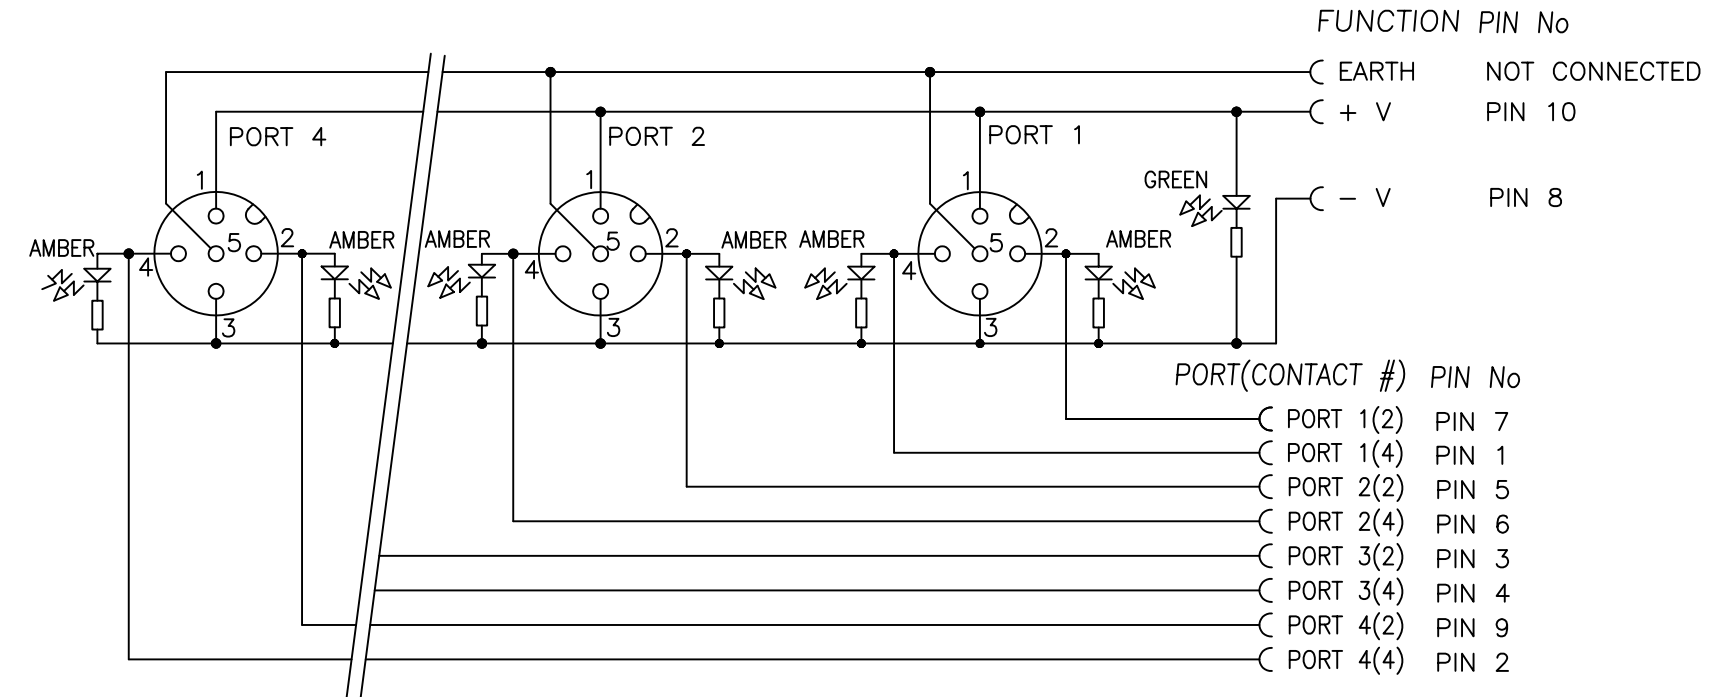 FUNCTION PIN No
EARTH NOT CONNECTED
+ V PIN 10
PORT 4 PORT 2 PORT 1
1 1 1 GREEN
- V PIN 8
AMBER 4 5 2 AMBER AMBER 4 5 2 AMBER AMBER 4 5 2 AMBER
3 3 3
PORT(CONTACT #) PIN No
PORT 1(2) PIN 7
PORT 1(4) PIN 1
PORT 2(2) PIN 5
PORT 2(4) PIN 6
PORT 3(2) PIN 3
PORT 3(4) PIN 4
PORT 4(2) PIN 9
PORT 4(4) PIN 2